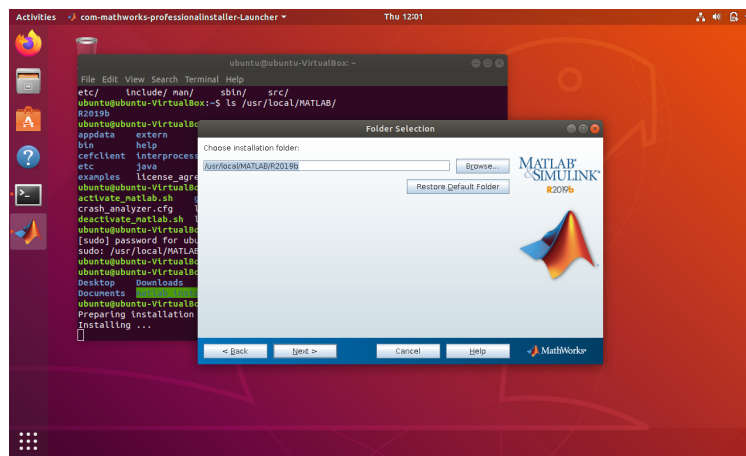 Activities com-mathworks-professionalinstaller-Launcher Thu 12:01
ubuntu@ubuntu-VirtualBox: ~
File Edit View Search Terminal Help
etc/ include/ man/ sbin/ src/
ubuntu@ubuntu-VirtualBox:~$ ls /usr/local/MATLAB/
R2019b
ubuntu@ubuntu-VirtualBo
appdata extern
bin help
cefclient interprocess
etc java
examples license_agre
ubuntu@ubuntu-VirtualBo
activate_matlab.sh
crash_analyzer.cfg l
deactivate_matlab.sh l
ubuntu@ubuntu-VirtualBo
[sudo] password for ubu
sudo: /usr/local/MATLAB
ubuntu@ubuntu-VirtualBo
ubuntu@ubuntu-VirtualBo
Desktop Downloads
Documents
ubuntu@ubuntu-VirtualBo
Preparing installation
Installing ...
Folder Selection
Choose installation folder:
/usr/local/MATLAB/R2019b
Browse...
Restore Default Folder
MATLAB®
&SIMULINK®
R2019b
< Back Next > Cancel Help MathWorks®